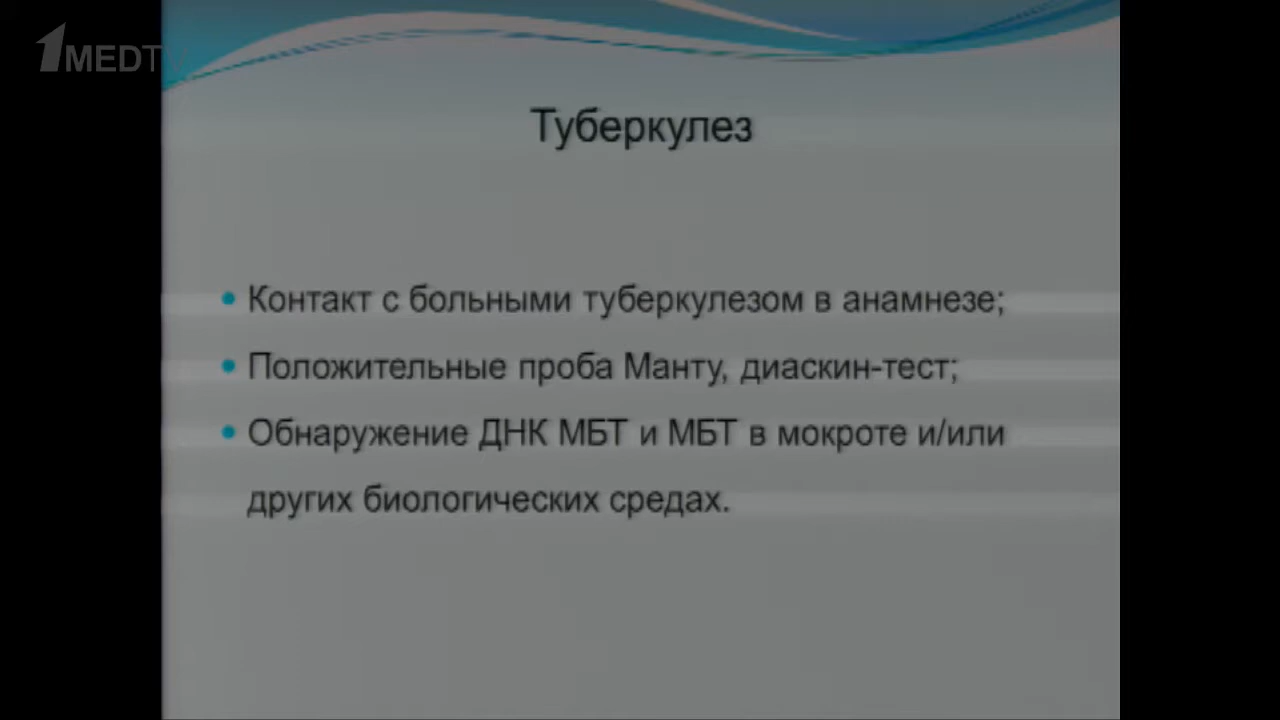 1MEDTV
Туберкулез
• Контакт с больными туберкулезом в анамнезе;
• Положительные проба Манту, диаскин-тест;
• Обнаружение ДНК МБТ и МБТ в мокроте и/или
других биологических средах.